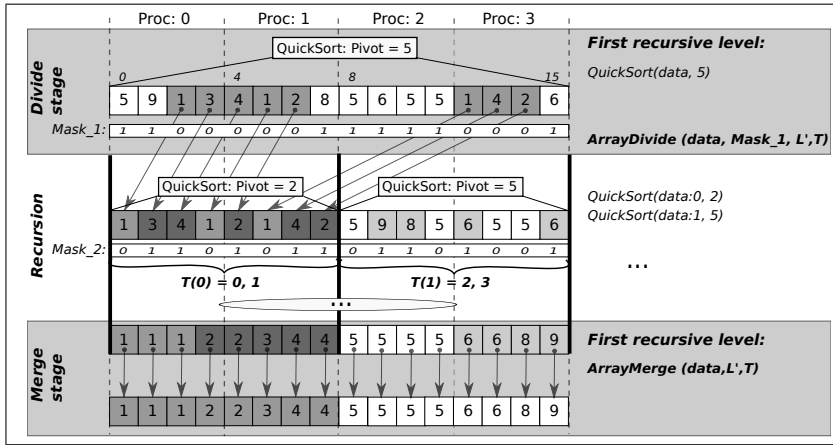 Proc: 0 Proc: 1 Proc: 2 Proc: 3
Divide stage
QuickSort: Pivot = 5
First recursive level:
0 4 8 15
QuickSort(data, 5)
5 9 1 3 4 1 2 8 5 6 5 5 1 4 2 6
Mask_1: 1 1 0 0 0 0 0 1 1 1 1 1 0 0 0 1
ArrayDivide (data, Mask_1, L',T)
Recursion
QuickSort: Pivot = 2 QuickSort: Pivot = 5
QuickSort(data:0, 2)
QuickSort(data:1, 5)
1 3 4 1 2 1 4 2 5 9 8 5 6 5 5 6
Mask_2: 0 1 1 0 1 0 1 1 0 1 1 0 1 0 0 1
...
T(0) = 0, 1 T(1) = 2, 3
...
Merge stage
First recursive level:
1 1 1 2 2 3 4 4 5 5 5 5 6 6 8 9
ArrayMerge (data,L',T)
1 1 1 2 2 3 4 4 5 5 5 5 6 6 8 9